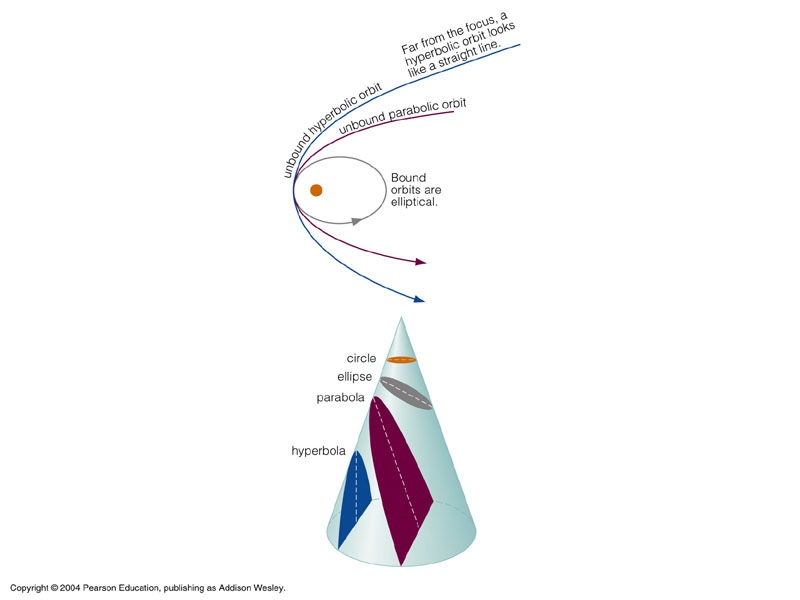 Far from the focus, a
hyperbolic orbit looks
like a straight line.
unbound hyperbolic orbit
unbound parabolic orbit
Bound
orbits are
elliptical.
circle
ellipse
parabola
hyperbola
Copyright © 2004 Pearson Education, publishing as Addison Wesley.